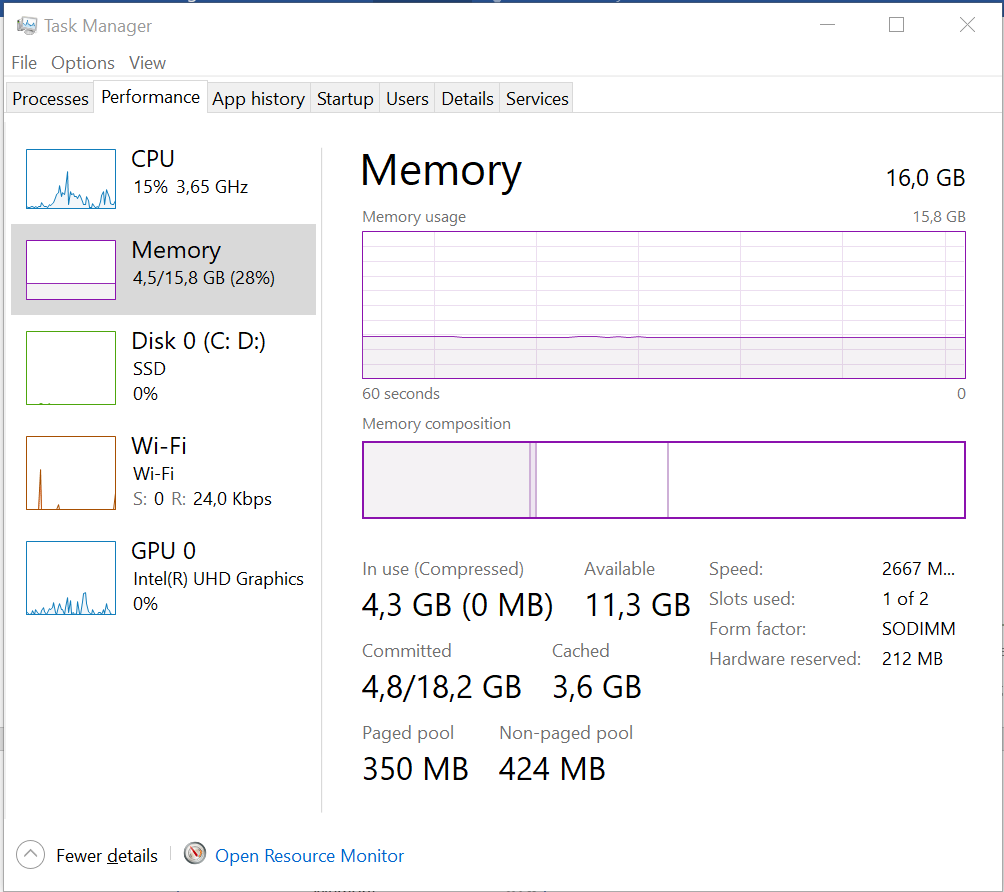 Task Manager
File Options View
Processes Performance App history Startup Users Details Services
CPU
15% 3,65 GHz
Memory
4,5/15,8 GB (28%)
Disk 0 (C: D:)
SSD
0%
Wi-Fi
Wi-Fi
S: 0 R: 24,0 Kbps
GPU 0
Intel(R) UHD Graphics
0%
Memory 16,0 GB
Memory usage 15,8 GB
60 seconds 0
Memory composition
In use (Compressed) Available
4,3 GB (0 MB) 11,3 GB
Committed Cached
4,8/18,2 GB 3,6 GB
Paged pool Non-paged pool
350 MB 424 MB
Speed: 2667 M...
Slots used: 1 of 2
Form factor: SODIMM
Hardware reserved: 212 MB
Fewer details Open Resource Monitor